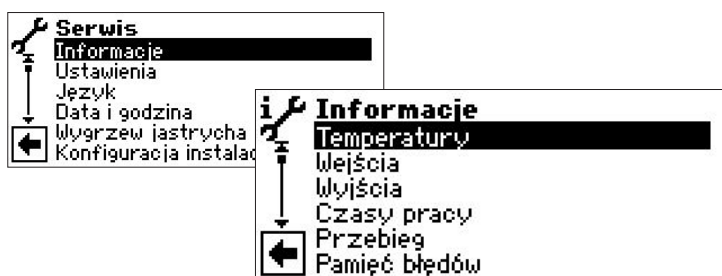 Serwis
Informacje
Ustawienia
Język
Data i godzina
Wygrzew jastrycha
Konfiguracja instalac
i Informacje
Temperatury
Wejścia
Wyjścia
Czasy pracy
Przebieg
Pamięć błędów